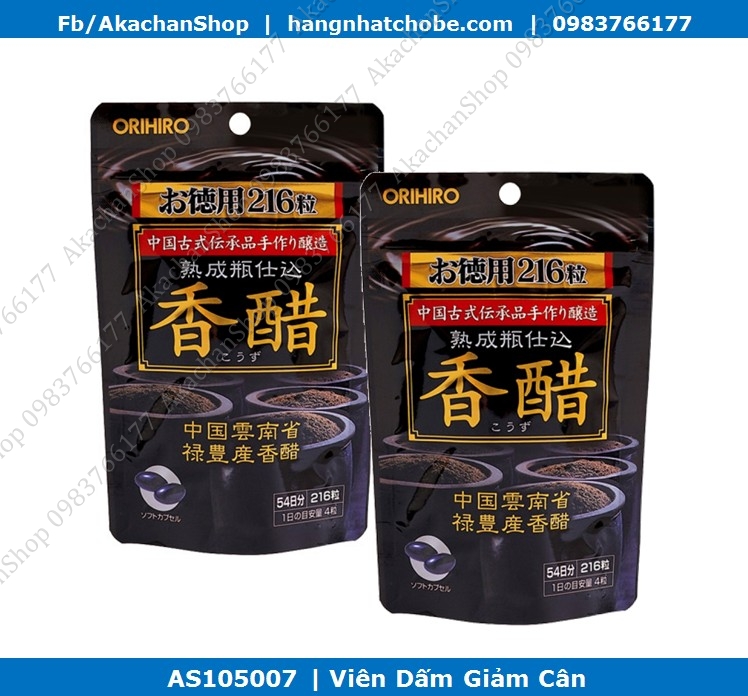 Fb/AkachanShop | hangnhatchobe.com | 0983766177
ORIHIRO
お徳用216粒
中国古式伝承品手作り醸造
熟成瓶仕込
香醋
こうず
中国雲南省
禄豊産香醋
ソフトカプセル
54日分 216粒
1日の目安量 4粒
ORIHIRO
お徳用216粒
中国古式伝承品手作り醸造
熟成瓶仕込
香醋
こうず
中国雲南省
禄豊産香醋
ソフトカプセル
54日分 216粒
1日の目安量 4粒
AkachanShop 0983766177
AS105007 | Viên Dấm Giảm Cân